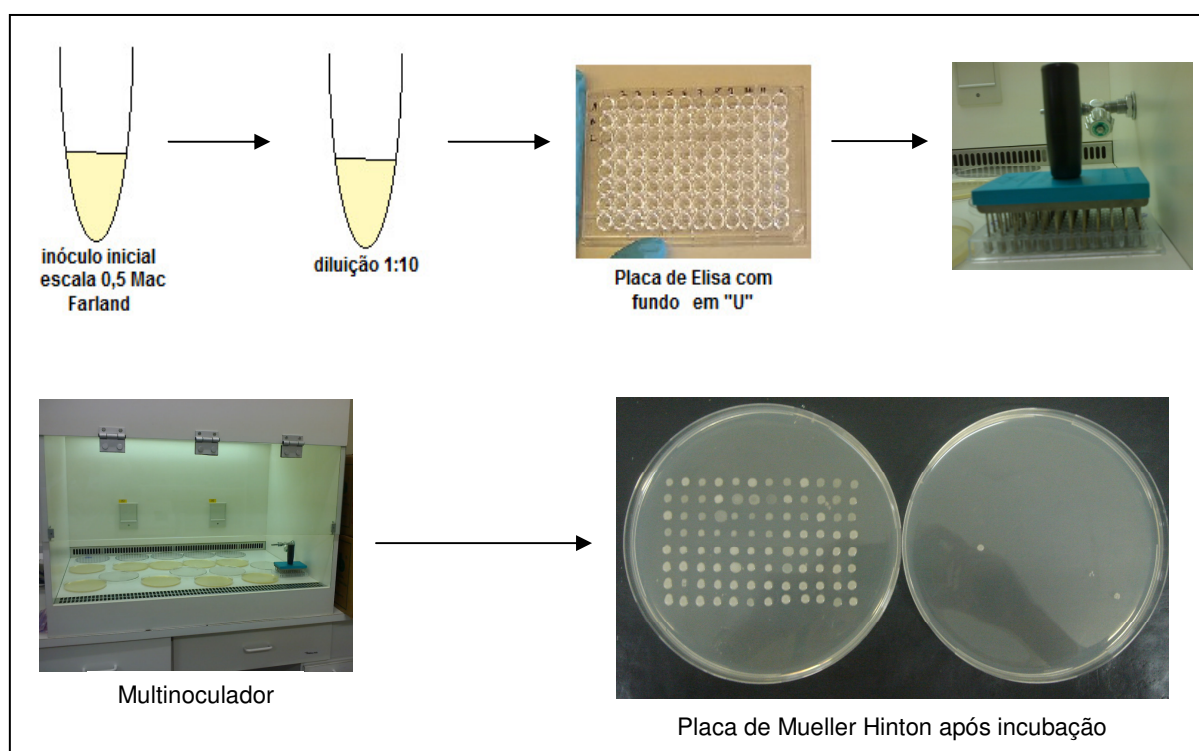 inóculo inicial
escala 0,5 Mac
Farland
diluição 1:10
Placa de Elisa com
fundo em "U"
Multinoculador
Placa de Mueller Hinton após incubação